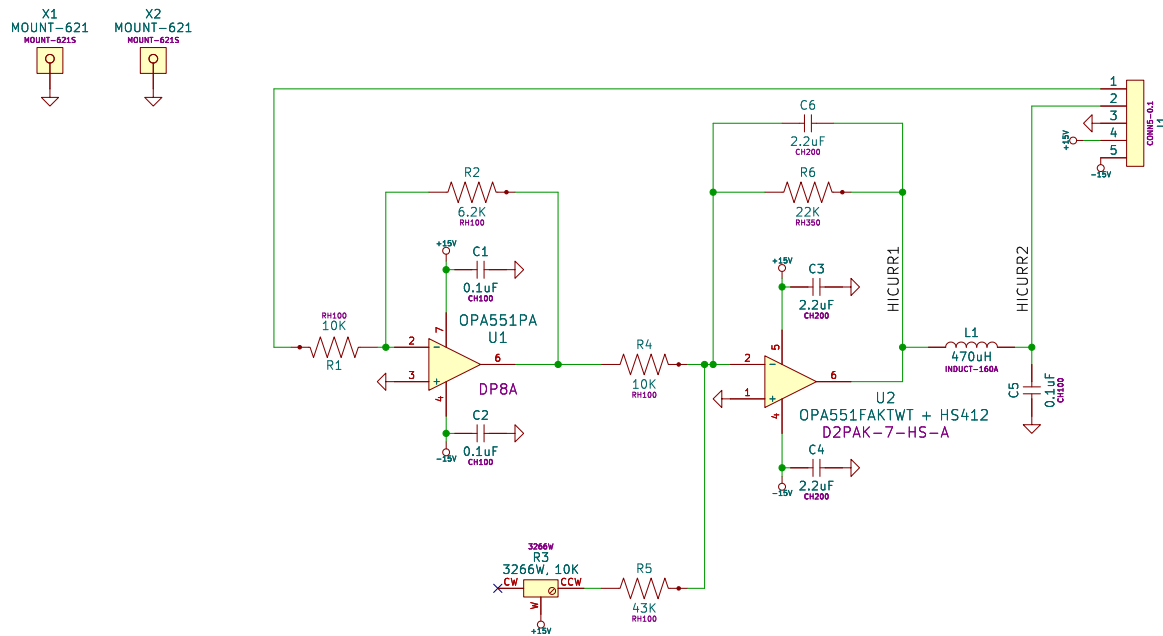 X1
MOUNT-621
MOUNT-621S
X2
MOUNT-621
MOUNT-621S
1
2
3
4
5
+15V
-15V
CONN5-0.1
J1
C6
2.2uF
CH200
R2
6.2K
RH100
R6
22K
RH350
+15V
C1
0.1uF
CH100
+15V
C3
2.2uF
CH200
HICURR1
HICURR2
OPA551PA
U1
RH100
10K
R1
7
2
3
6
4
DP8A
R4
10K
RH100
5
2
1
6
4
L1
470uH
INDUCT-160A
C5
0.1uF
CH100
U2
OPA551FAKTWT + HS412
D2PAK-7-HS-A
C2
0.1uF
CH100
-15V
C4
2.2uF
CH200
-15V
3266W
R3
3266W, 10K
CW
CCW
W
+15V
R5
43K
RH100